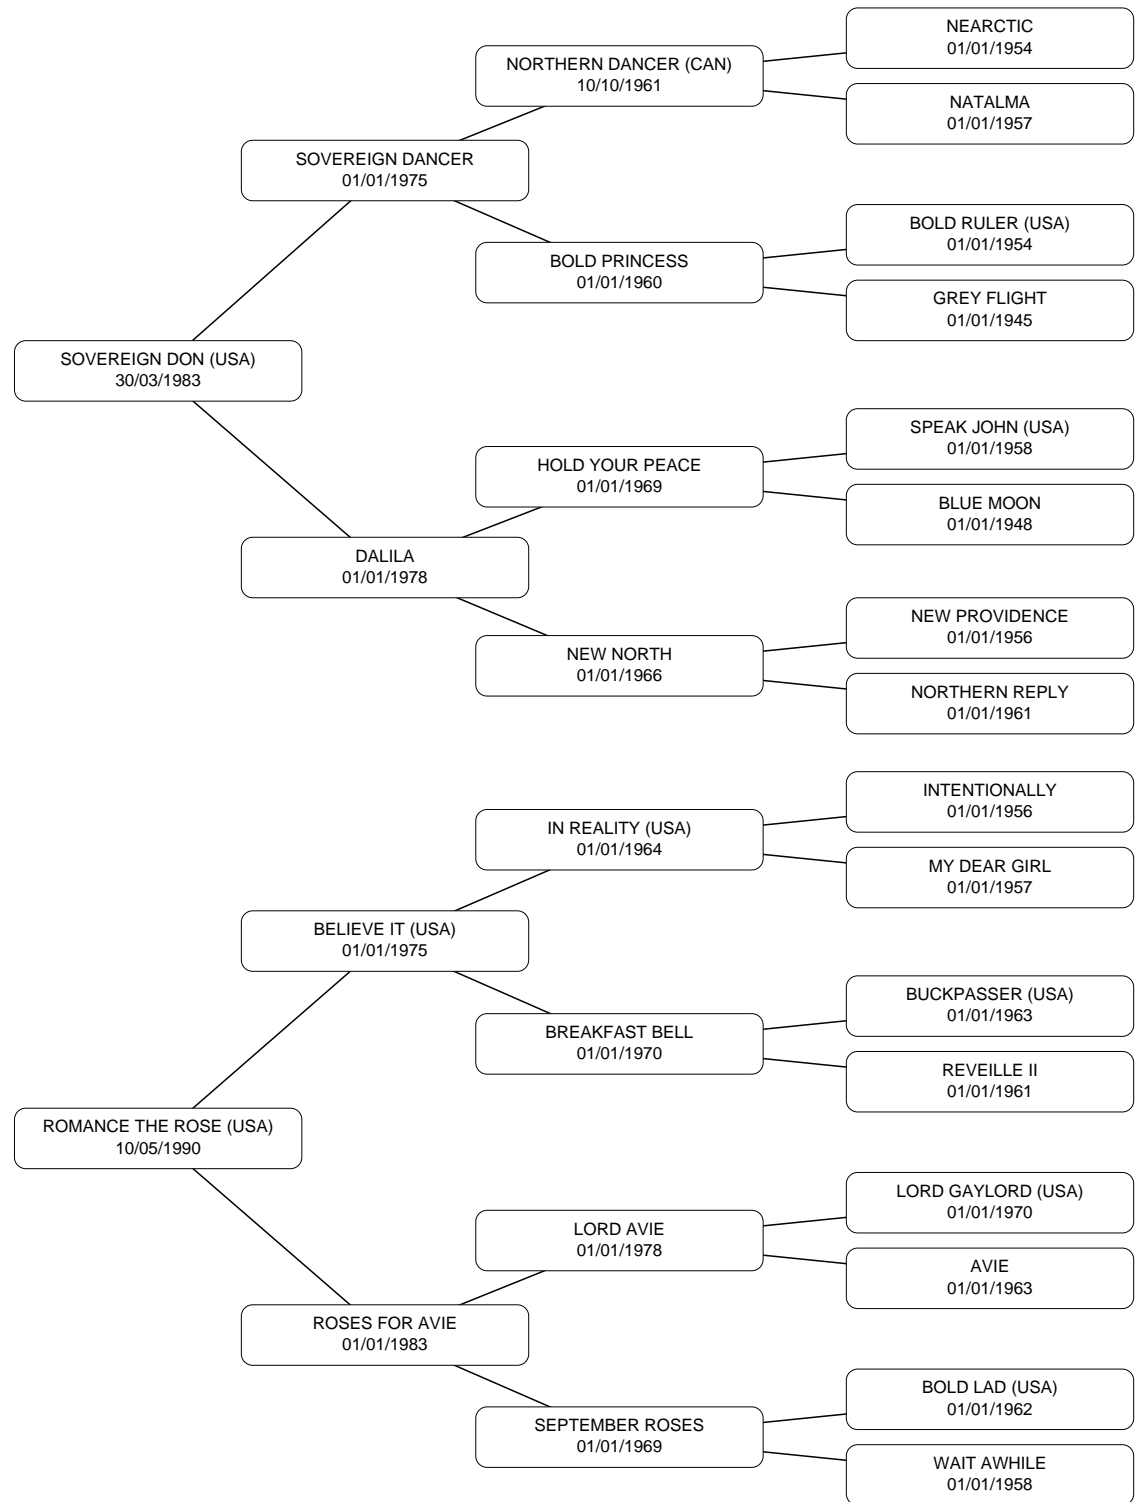 NEARCTIC
01/01/1954
NORTHERN DANCER (CAN)
10/10/1961
NATALMA
01/01/1957
SOVEREIGN DANCER
01/01/1975
BOLD RULER (USA)
01/01/1954
BOLD PRINCESS
01/01/1960
GREY FLIGHT
01/01/1945
SOVEREIGN DON (USA)
30/03/1983
SPEAK JOHN (USA)
01/01/1958
HOLD YOUR PEACE
01/01/1969
BLUE MOON
01/01/1948
DALILA
01/01/1978
NEW PROVIDENCE
01/01/1956
NEW NORTH
01/01/1966
NORTHERN REPLY
01/01/1961
INTENTIONALLY
01/01/1956
IN REALITY (USA)
01/01/1964
MY DEAR GIRL
01/01/1957
BELIEVE IT (USA)
01/01/1975
BUCKPASSER (USA)
01/01/1963
BREAKFAST BELL
01/01/1970
REVEILLE II
01/01/1961
ROMANCE THE ROSE (USA)
10/05/1990
LORD GAYLORD (USA)
01/01/1970
LORD AVIE
01/01/1978
AVIE
01/01/1963
ROSES FOR AVIE
01/01/1983
BOLD LAD (USA)
01/01/1962
SEPTEMBER ROSES
01/01/1969
WAIT AWHILE
01/01/1958